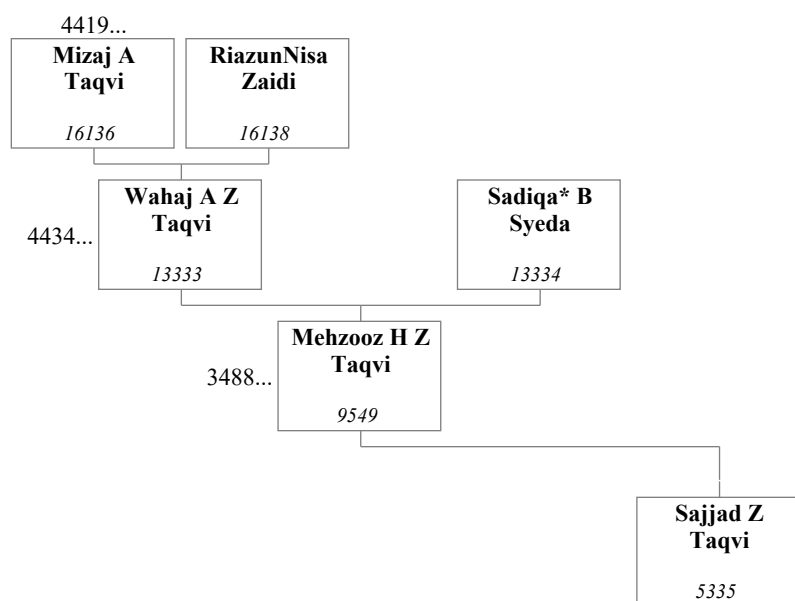 4419...
Mizaj A
Taqvi
16136
RiazunNisa
Zaidi
16138
Wahaj A Z
Taqvi
13333
4434...
Sadiqa* B
Syeda
13334
Mehzooz H Z
Taqvi
9549
3488...
Sajjad Z
Taqvi
5335